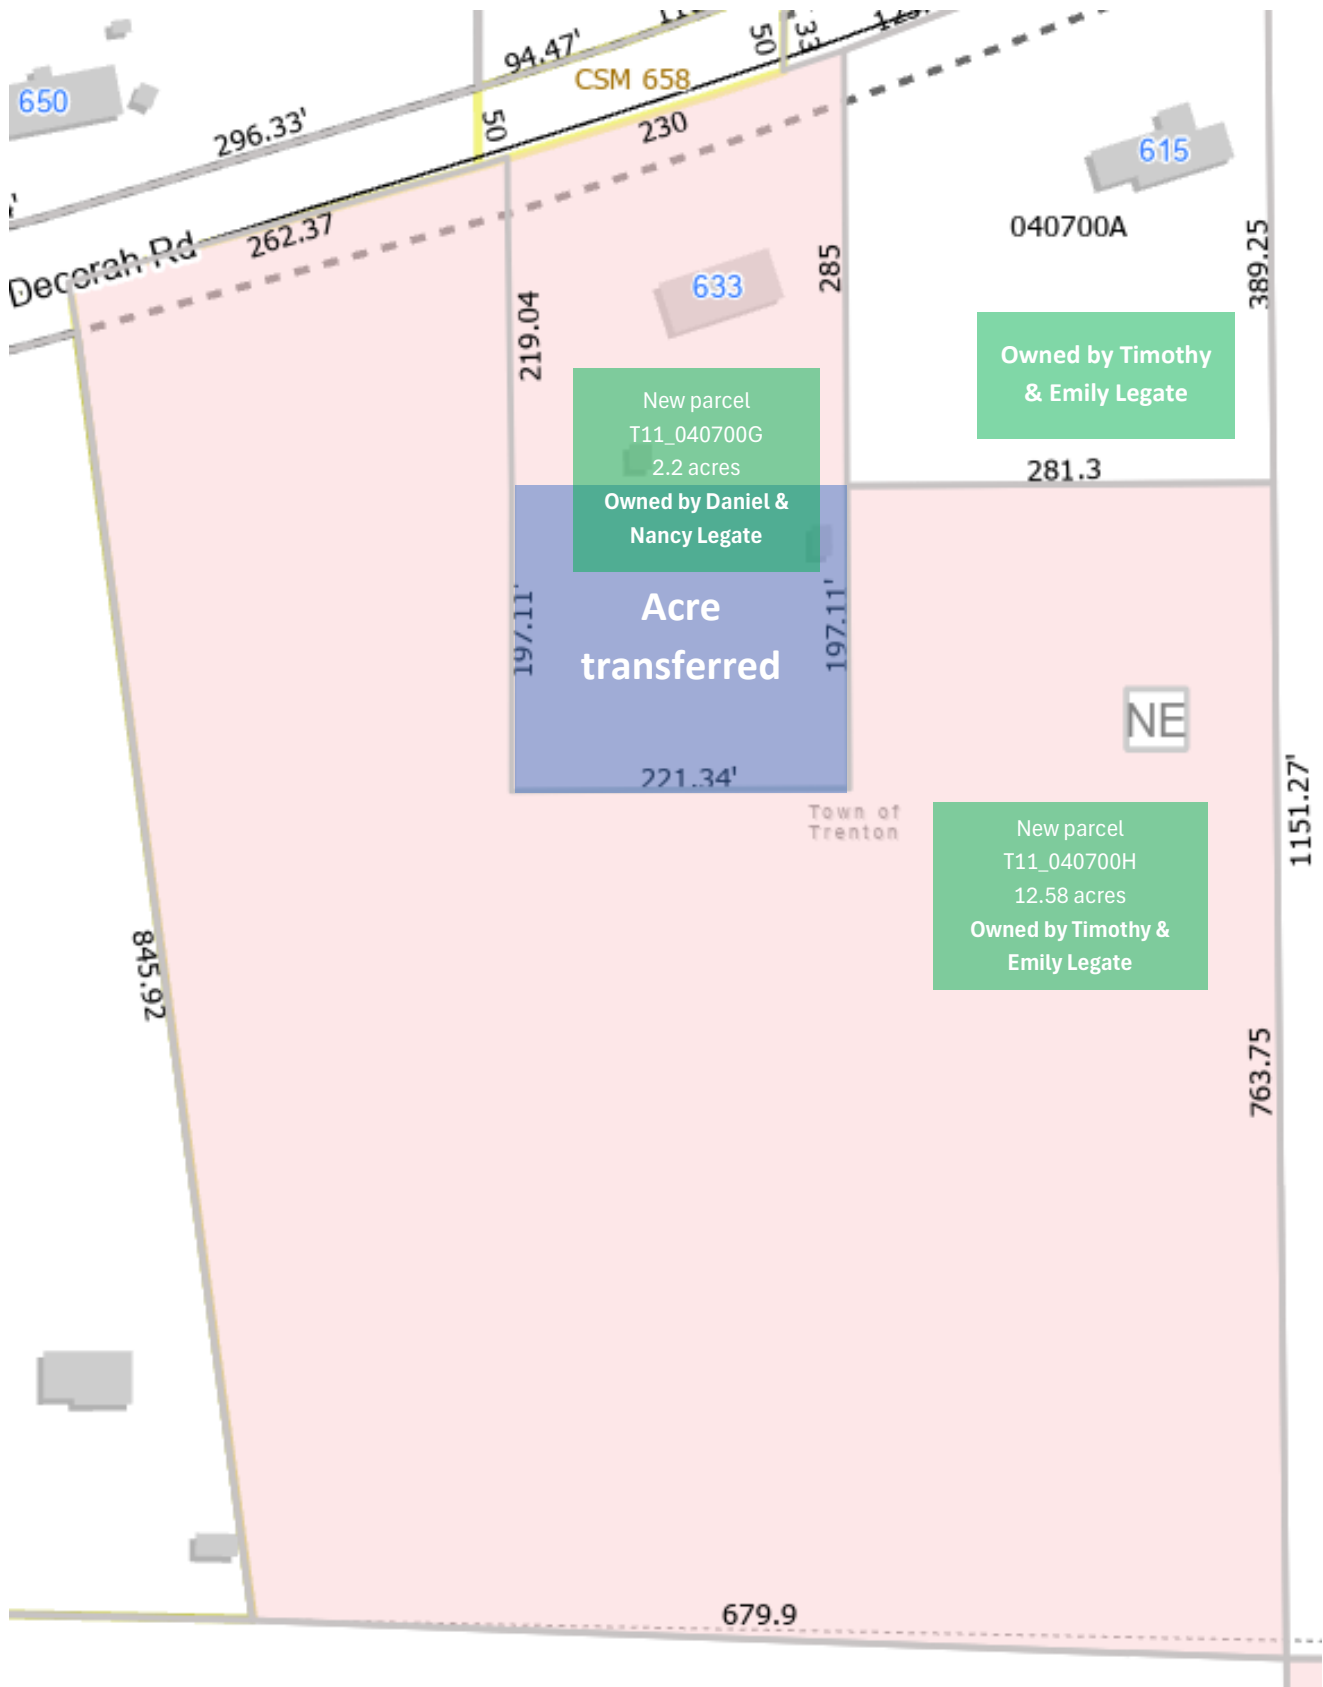 94.47'
50
33
CSM 658
650
296.33'
50
230
615
262.37
Decorah Rd
040700A
285
389.25
633
219.04
Owned by Timothy
& Emily Legate
New parcel
T11_040700G
2.2 acres
Owned by Daniel &
Nancy Legate
281.3
Acre
transferred
197.11'
197.11'
NE
221.34'
Town of
Trenton
1151.27'
New parcel
T11_040700H
12.58 acres
Owned by Timothy &
Emily Legate
845.92
763.75
679.9